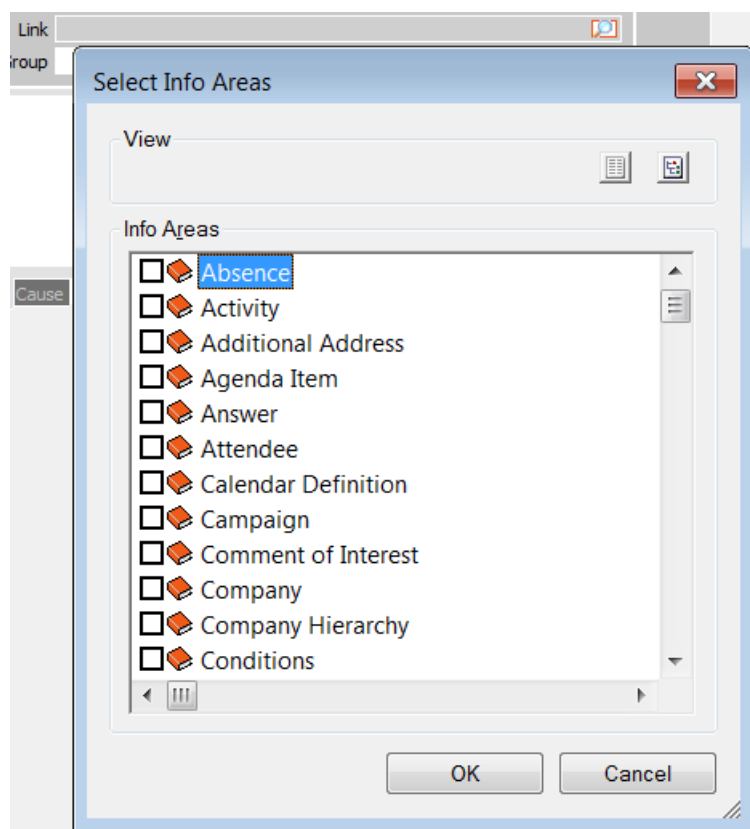 Link
roup
Select Info Areas
View
Info Areas
Absence
Activity
Additional Address
Agenda Item
Answer
Attendee
Calendar Definition
Cause
Campaign
Comment of Interest
Company
Company Hierarchy
Conditions
OK Cancel